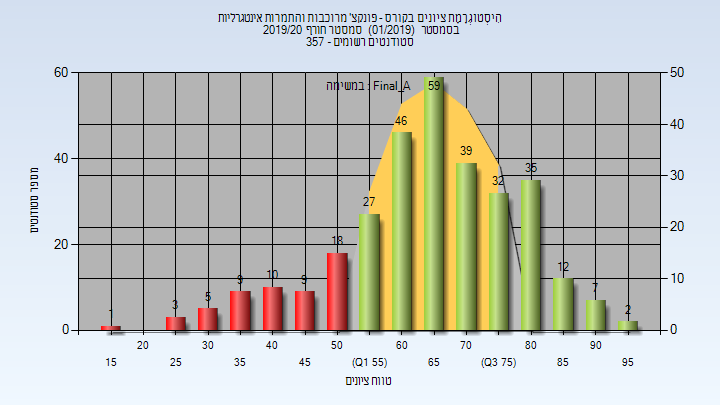 היסטוגרמת ציונים בקורס - פונקצ' מרוכבות והתמרות אינטגרליות
בסמסטר (01/2019) סמסטר חורף 2019/20
סטודנטים רשומים - 357
במשימה : Final_A
60 40 20 0
מספר סטודנטים
50 40 30 20 10 0
1 3 5 9 10 9 18 27 46 59 39 32 35 12 7 2
20 30 40 50 60 70 80 90
15 25 35 45 (Q1 55) 65 (Q3 75) 85 95
טווח ציונים